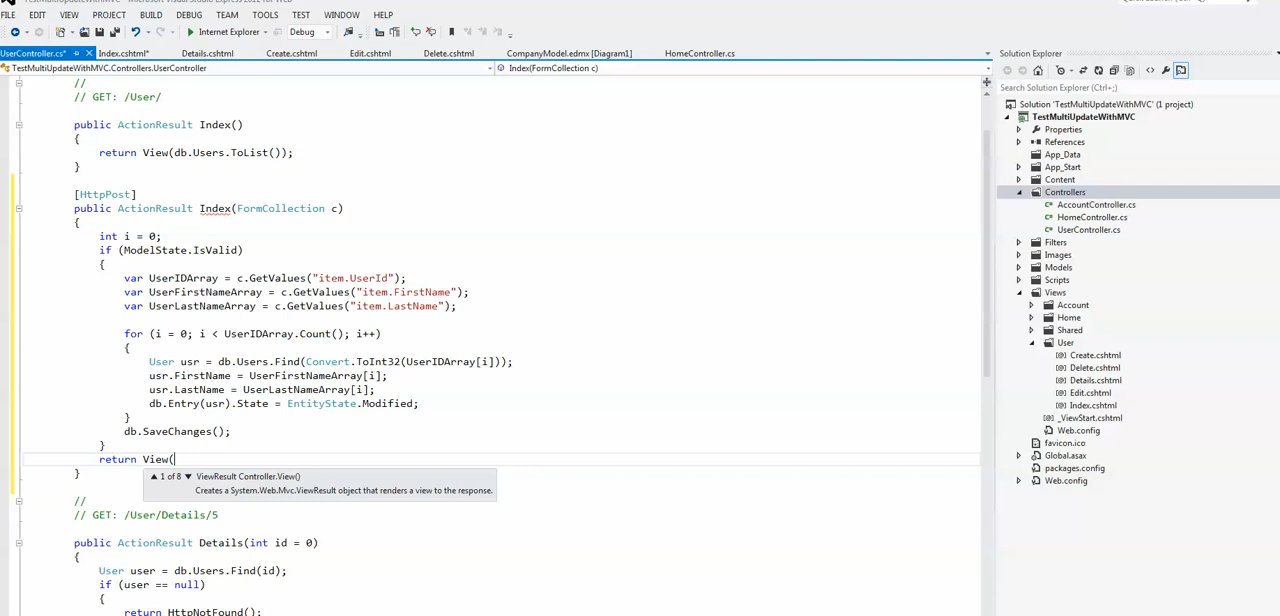 FILE EDIT VIEW PROJECT BUILD DEBUG TEAM TOOLS TEST WINDOW HELP
Internet Explorer Debug
UserController.cs* Index.cshtml* Details.cshtml Create.cshtml Edit.cshtml Delete.cshtml CompanyModel.edmx [Diagram1] HomeController.cs
TestMultiUpdateWithMVC.Controllers.UserController Index(FormCollection c)
//
// GET: /User/
public ActionResult Index()
{
return View(db.Users.ToList());
}
[HttpPost]
public ActionResult Index(FormCollection c)
{
int i = 0;
if (ModelState.IsValid)
{
var UserIDArray = c.GetValues("item.UserId");
var UserFirstNameArray = c.GetValues("item.FirstName");
var UserLastNameArray = c.GetValues("item.LastName");
for (i = 0; i < UserIDArray.Count(); i++)
{
User usr = db.Users.Find(Convert.ToInt32(UserIDArray[i]));
usr.FirstName = UserFirstNameArray[i];
usr.LastName = UserLastNameArray[i];
db.Entry(usr).State = EntityState.Modified;
}
db.SaveChanges();
}
return View(
}
▲ 1 of 8 ▼ ViewResult Controller.View()
Creates a System.Web.Mvc.ViewResult object that renders a view to the response.
//
// GET: /User/Details/5
public ActionResult Details(int id = 0)
{
User user = db.Users.Find(id);
if (user == null)
{
return HttpNotFound();
Solution Explorer
Search Solution Explorer (Ctrl+;)
Solution 'TestMultiUpdateWithMVC' (1 project)
TestMultiUpdateWithMVC
Properties
References
App_Data
App_Start
Content
Controllers
AccountController.cs
HomeController.cs
UserController.cs
Filters
Images
Models
Scripts
Views
Account
Home
Shared
User
Create.cshtml
Delete.cshtml
Details.cshtml
Edit.cshtml
Index.cshtml
_ViewStart.cshtml
Web.config
favicon.ico
Global.asax
packages.config
Web.config